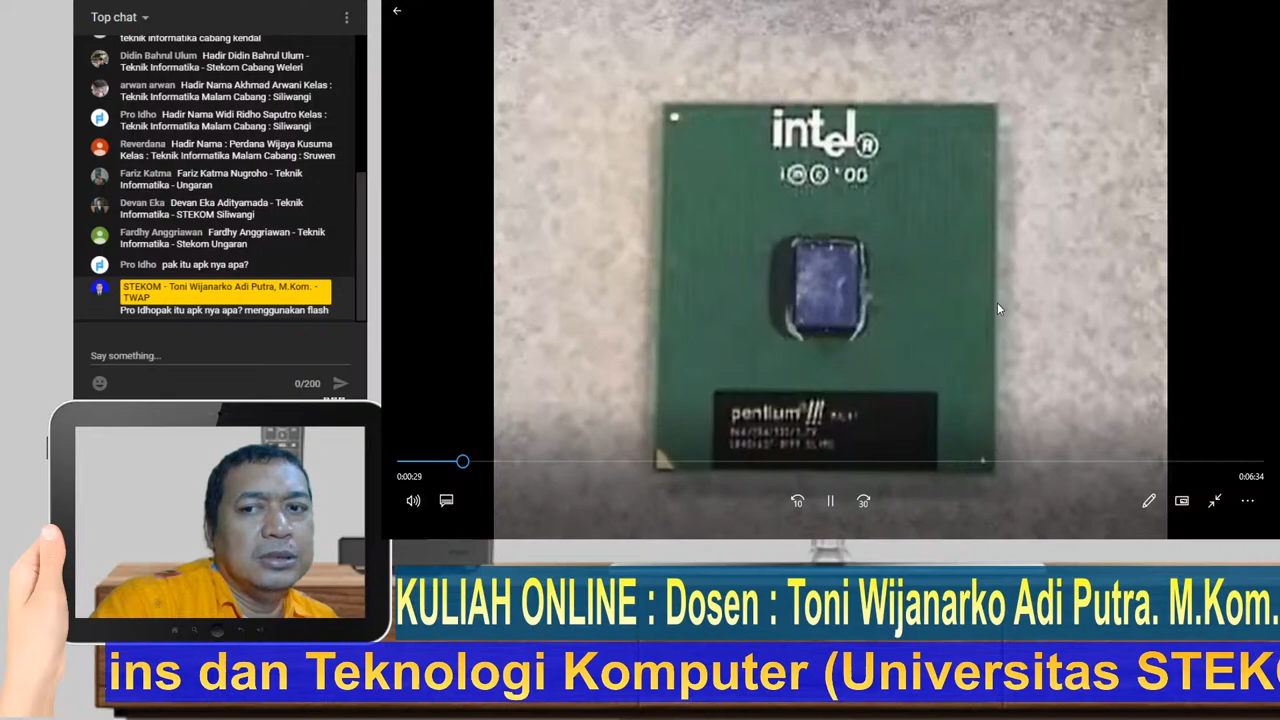 Top chat
teknik informatika cabang kendal
Didin Bahrul Ulum Hadir Didin Bahrul Ulum -
Teknik Informatika - Stekom Cabang Weleri
arwan arwan Hadir Nama Akhmad Arwani Kelas :
Teknik Informatika Malam Cabang : Siliwangi
Pro Idho Hadir Nama Widi Ridho Saputro Kelas :
Teknik Informatika Malam Cabang : Siliwangi
Reverdana Hadir Nama : Perdana Wijaya Kusuma
Kelas : Teknik Informatika Malam Cabang : Sruwen
Fariz Katma Fariz Katma Nugroho - Teknik
Informatika - Ungaran
Devan Eka Devan Eka Adityamada - Teknik
Informatika - STEKOM Siliwangi
Fardhy Anggriawan Fardhy Anggriawan - Teknik
Informatika - Stekom Ungaran
Pro Idho pak itu apk nya apa?
STEKOM - Toni Wijanarko Adi Putra, M.Kom. -
TWAP
Pro Idhopak itu apk nya apa? menggunakan flash
Say something...
0/200
intel®
'00
pentium III
0:00:29
0:06:34
10
30
KULIAH ONLINE : Dosen : Toni Wijanarko Adi Putra. M.Kom.
ins dan Teknologi Komputer (Universitas STEK